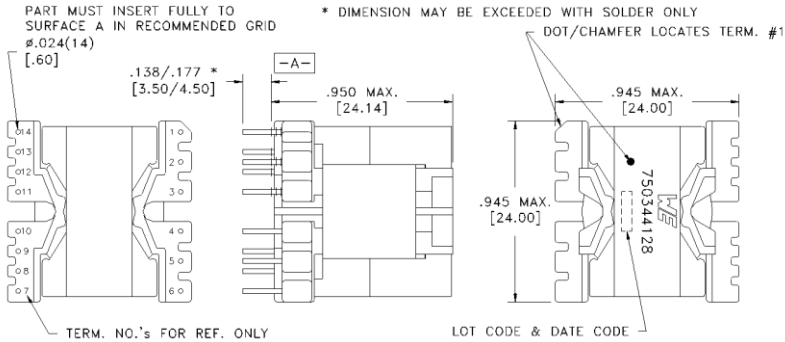 PART MUST INSERT FULLY TO
SURFACE A IN RECOMMENDED GRID
ø.024(14)
[.60]
* DIMENSION MAY BE EXCEEDED WITH SOLDER ONLY
DOT/CHAMFER LOCATES TERM. #1
.138/.177 *
[3.50/4.50]
-A-
.950 MAX.
[24.14]
.945 MAX.
[24.00]
14
13
12
11
10
9
8
7
1
2
3
4
5
6
.945 MAX.
[24.00]
WE
750344128
TERM. NO.'s FOR REF. ONLY
LOT CODE & DATE CODE